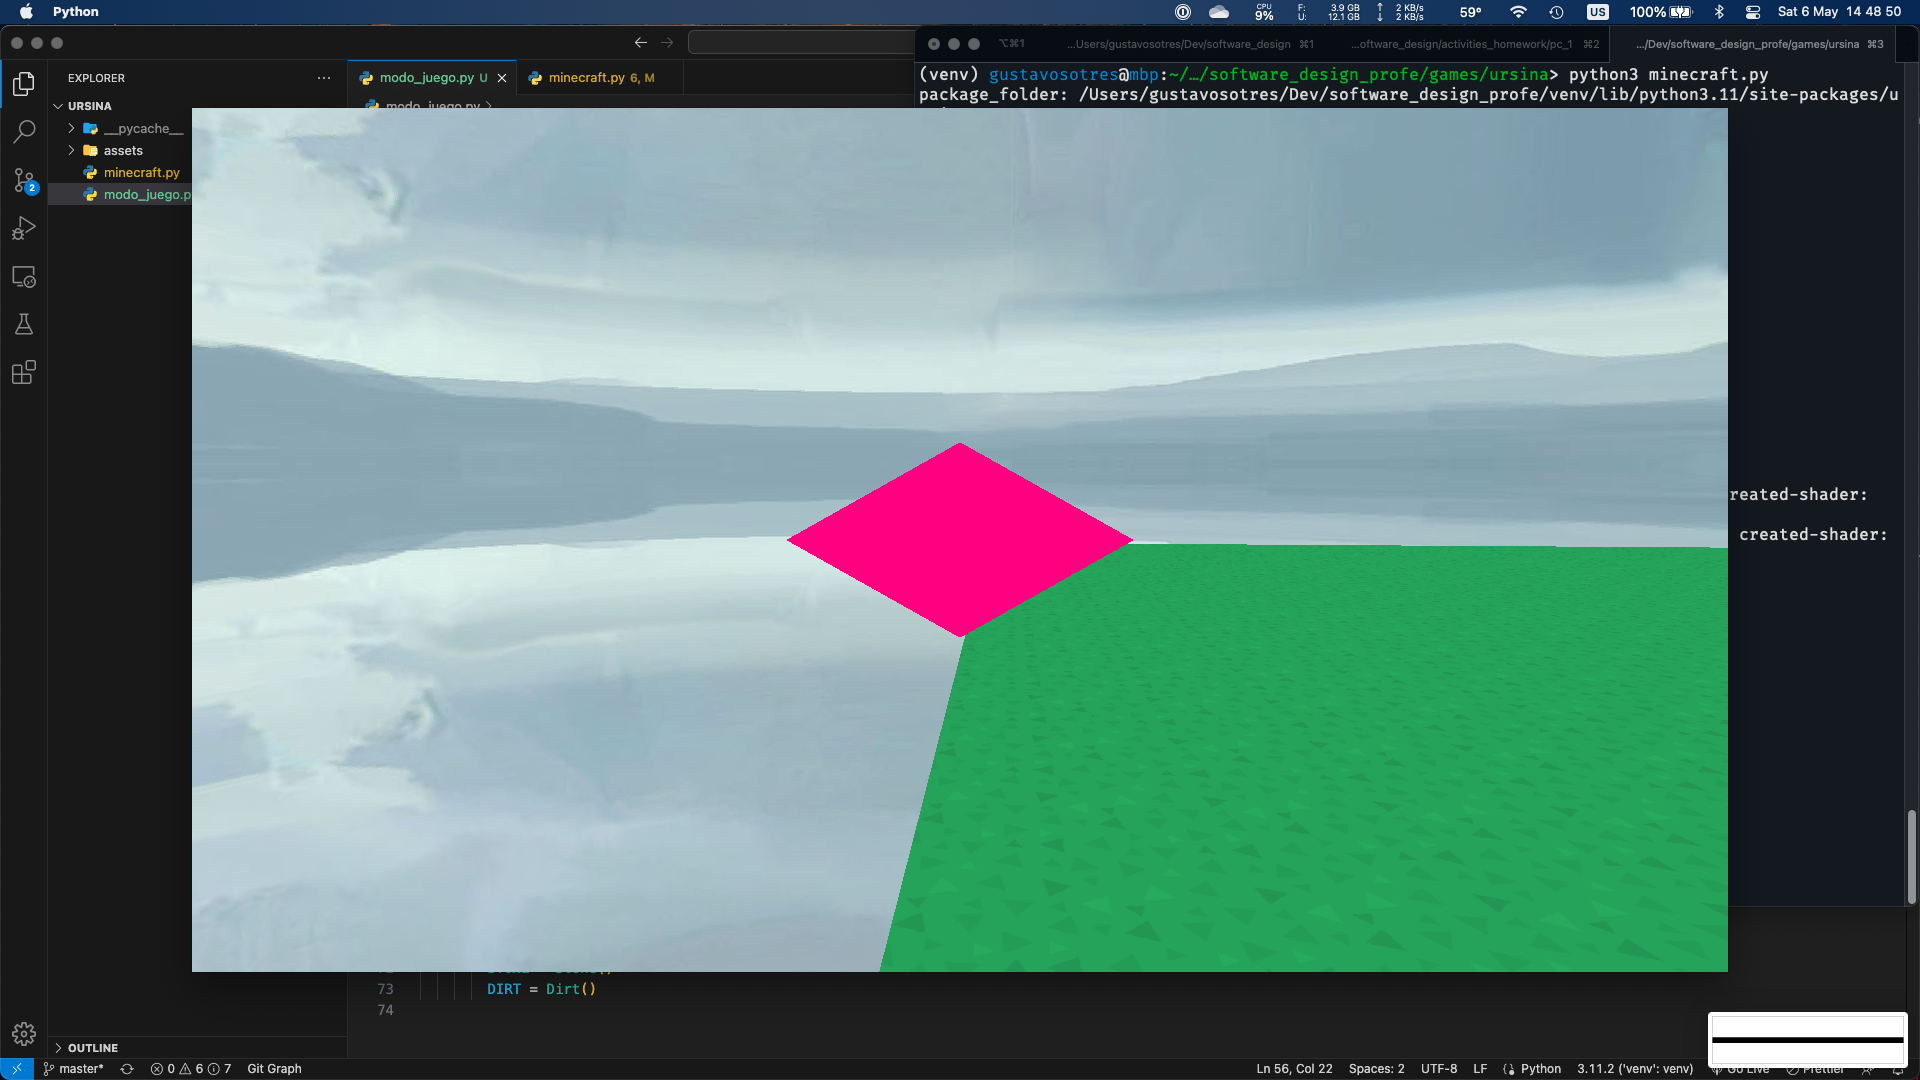 Python
CPU
9%
F: 3.9 GB
U: 12.1 GB
↑ 2 KB/s
↓ 2 KB/s
59°
US
100%
Sat 6 May 14 48 50
⌥⌘1
...Users/gustavosotres/Dev/software_design ⌘1
...oftware_design/activities_homework/pc_1 ⌘2
.../Dev/software_design_profe/games/ursina ⌘3
EXPLORER
modo_juego.py U
minecraft.py 6, M
(venv) gustavosotres@mbp:~/…/software_design_profe/games/ursina> python3 minecraft.py
package_folder: /Users/gustavosotres/Dev/software_design_profe/venv/lib/python3.11/site-packages/u
URSINA
modo_juego.py
__pycache__
assets
minecraft.py
modo_juego.p
2
reated-shader:
created-shader:
73 DIRT = Dirt()
74
OUTLINE
master* 0 6 7 Git Graph
Ln 56, Col 22 Spaces: 2 UTF-8 LF Python 3.11.2 ('venv': venv) Go Live Prettier